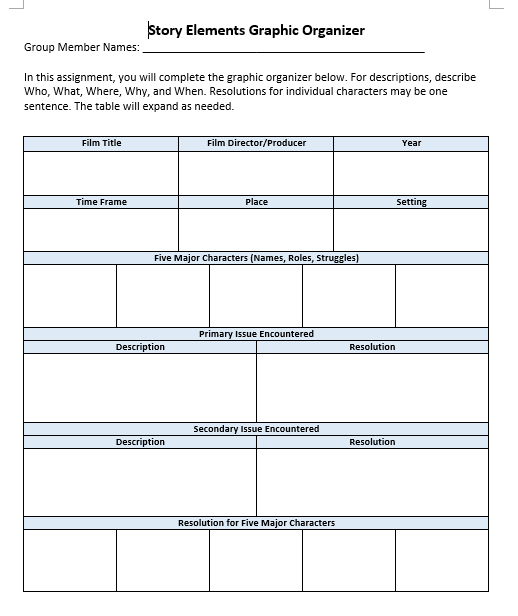 Story Elements Graphic Organizer
Group Member Names: ______________________________________________
In this assignment, you will complete the graphic organizer below. For descriptions, describe
Who, What, Where, Why, and When. Resolutions for individual characters may be one
sentence. The table will expand as needed.
Film Title Film Director/Producer Year
Time Frame Place Setting
Five Major Characters (Names, Roles, Struggles)
Primary Issue Encountered
Description Resolution
Secondary Issue Encountered
Description Resolution
Resolution for Five Major Characters